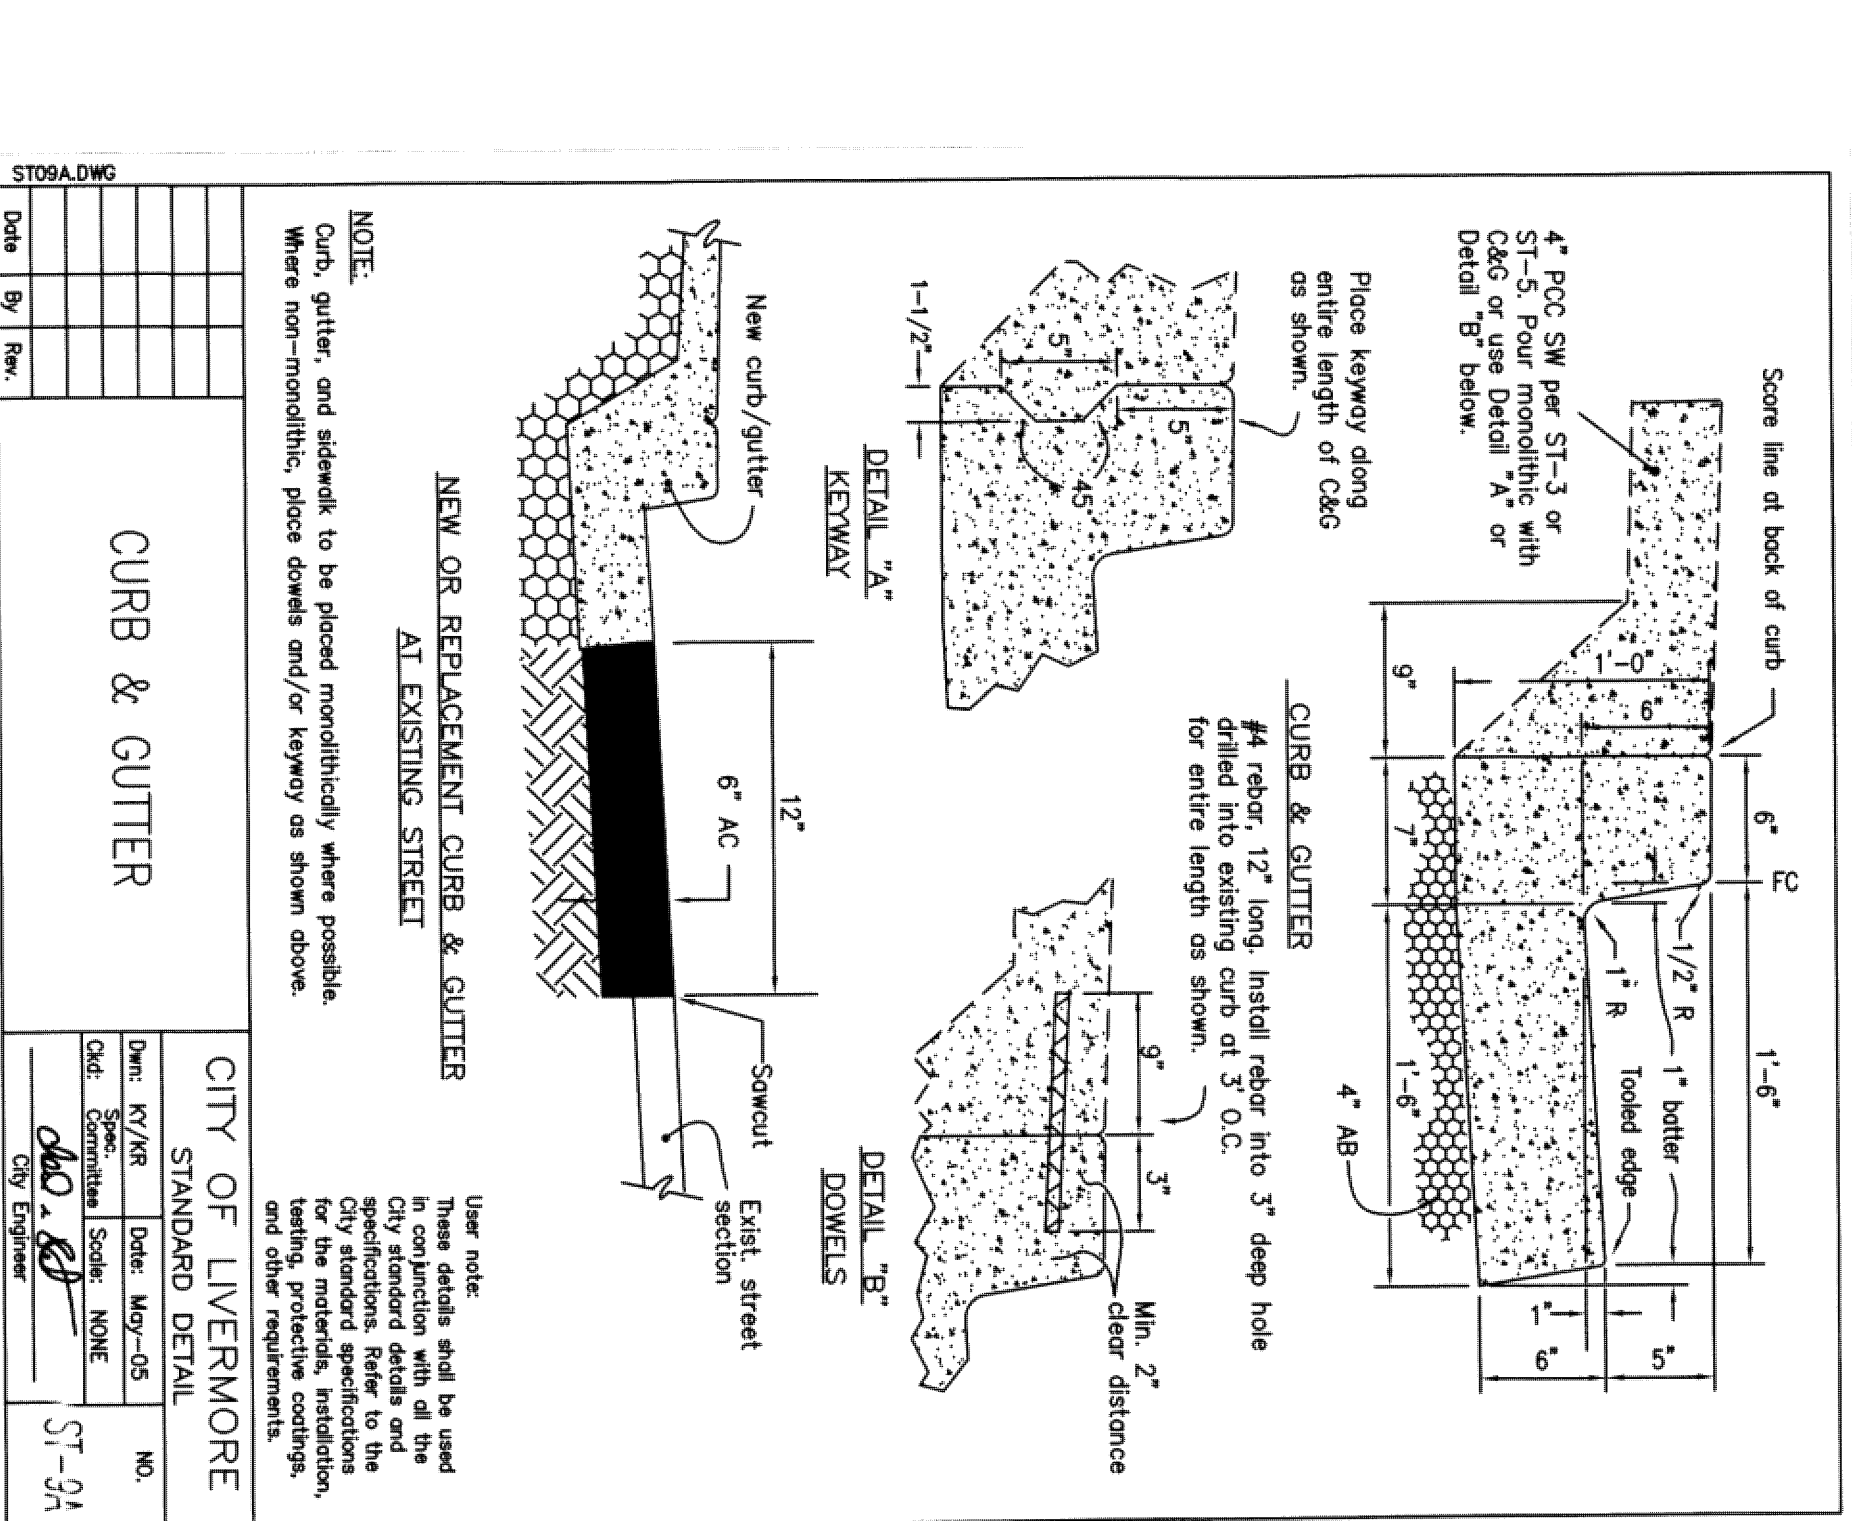 Score line at back of curb
4" PCC SW per ST-3 or
ST-5. Pour monolithic with
C&G or use Detail "A" or
Detail "B" below.
6"
FC
1'-6"
1/2" R
1" R
1" batter
Tooled edge
1'-0"
6"
9"
7"
1'-6"
4" AB
1"
6"
5"
CURB & GUTTER
Place keyway along
entire length of C&G
as shown.
5"
5"
45
1-1/2"
DETAIL "A"
KEYWAY
#4 rebar, 12" long. Install rebar into 3" deep hole
drilled into existing curb at 3' O.C.
for entire length as shown.
9"
3"
Min. 2"
clear distance
DETAIL "B"
DOWELS
New curb/gutter
12"
6" AC
Sawcut
Exist. street
section
NEW OR REPLACEMENT CURB & GUTTER
AT EXISTING STREET
NOTE:
Curb, gutter, and sidewalk to be placed monolithically where possible.
Where non-monolithic, place dowels and/or keyway as shown above.
User note:
These details shall be used
in conjunction with all the
City standard details and
specifications. Refer to the
City standard specifications
for the materials, installation,
testing, protective coatings,
and other requirements.
Date By Rev.
CURB & GUTTER
CITY OF LIVERMORE
STANDARD DETAIL
Dwn: KY/KR
Date: May-05
Ckd: Spec. Committee
Scale: NONE
City Engineer
NO.
ST-9A
ST09A.DWG